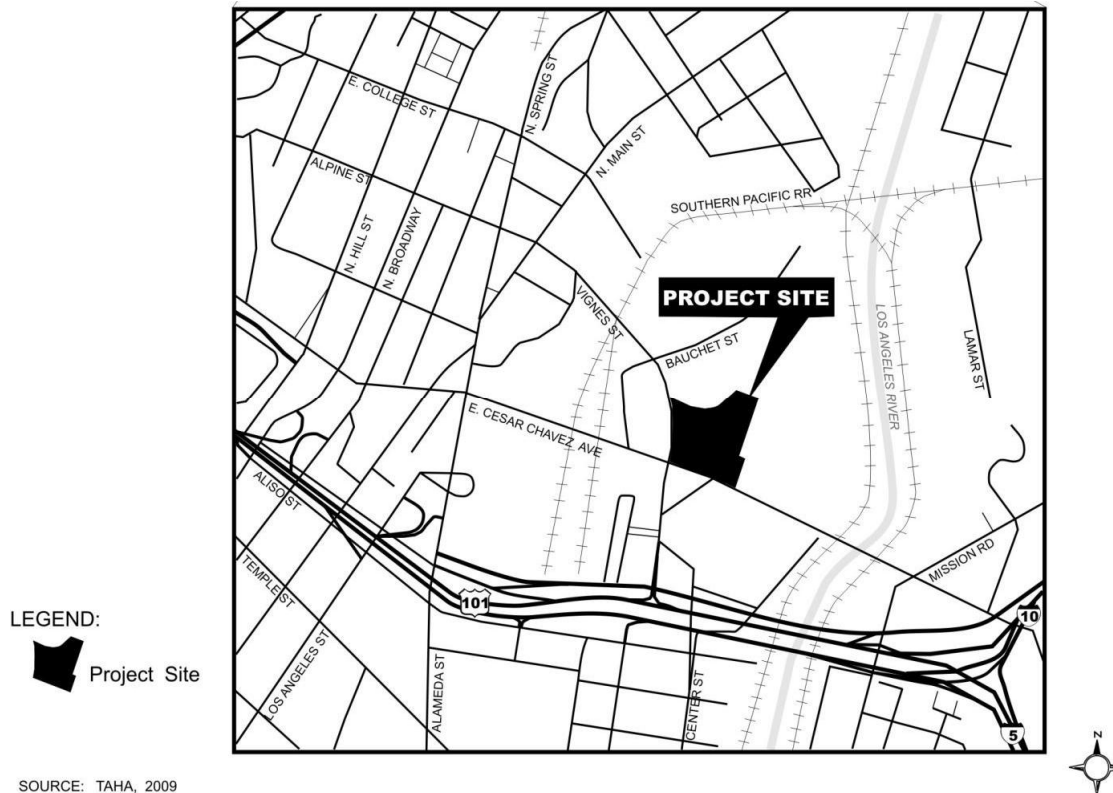 E. COLLEGE ST
N. SPRING ST
N. MAIN ST
ALPINE ST
SOUTHERN PACIFIC RR
N. HILL ST
N. BROADWAY
VIGNES ST
PROJECT SITE
BAUCHET ST
LOS ANGELES RIVER
LAMAR ST
E. CESAR CHAVEZ AVE
ALISO ST
TEMPLE ST
MISSION RD
101
10
LOS ANGELES ST
ALAMEDA ST
CENTER ST
5
LEGEND:
Project Site
N
SOURCE: TAHA, 2009